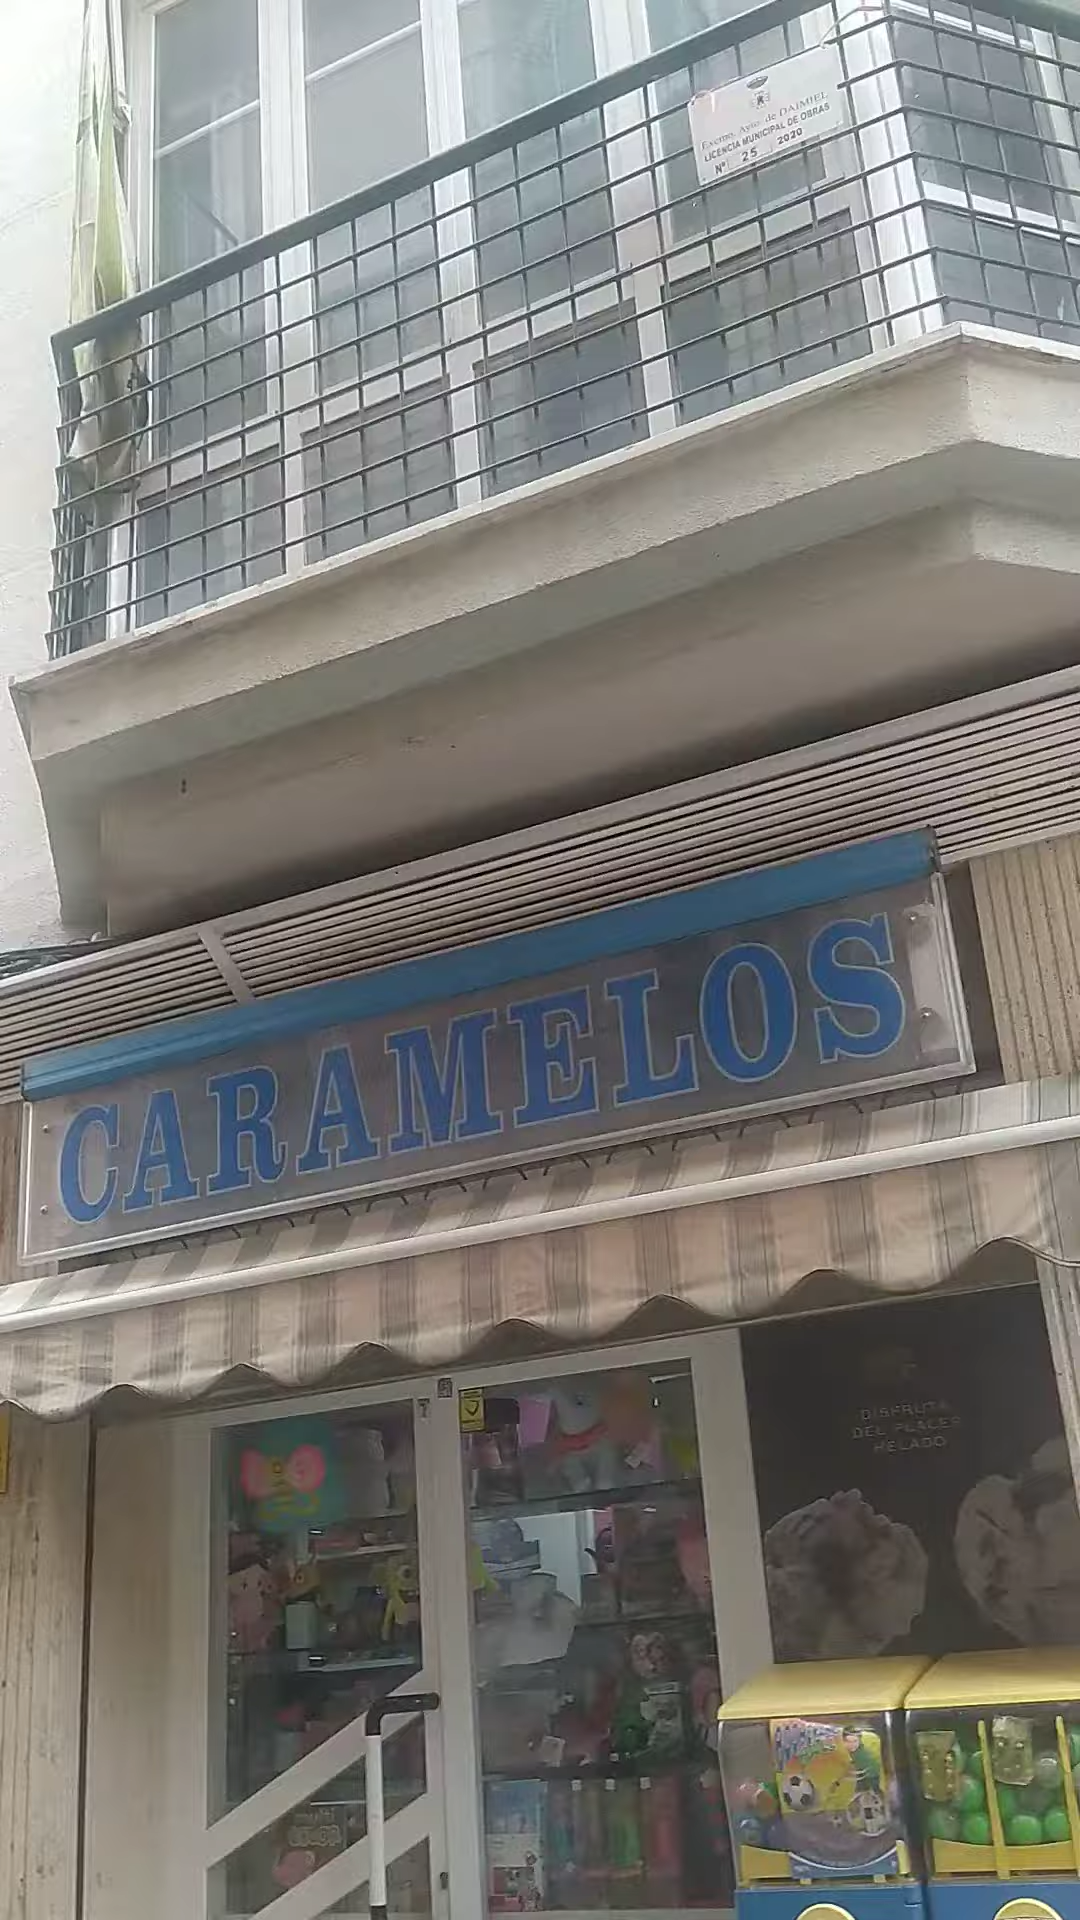 Excmo. Ayto. de DAIMIEL
LICENCIA MUNICIPAL DE OBRAS
Nº 25 2020
CARAMELOS
DISFRUTA
DEL PLACER
HELADO